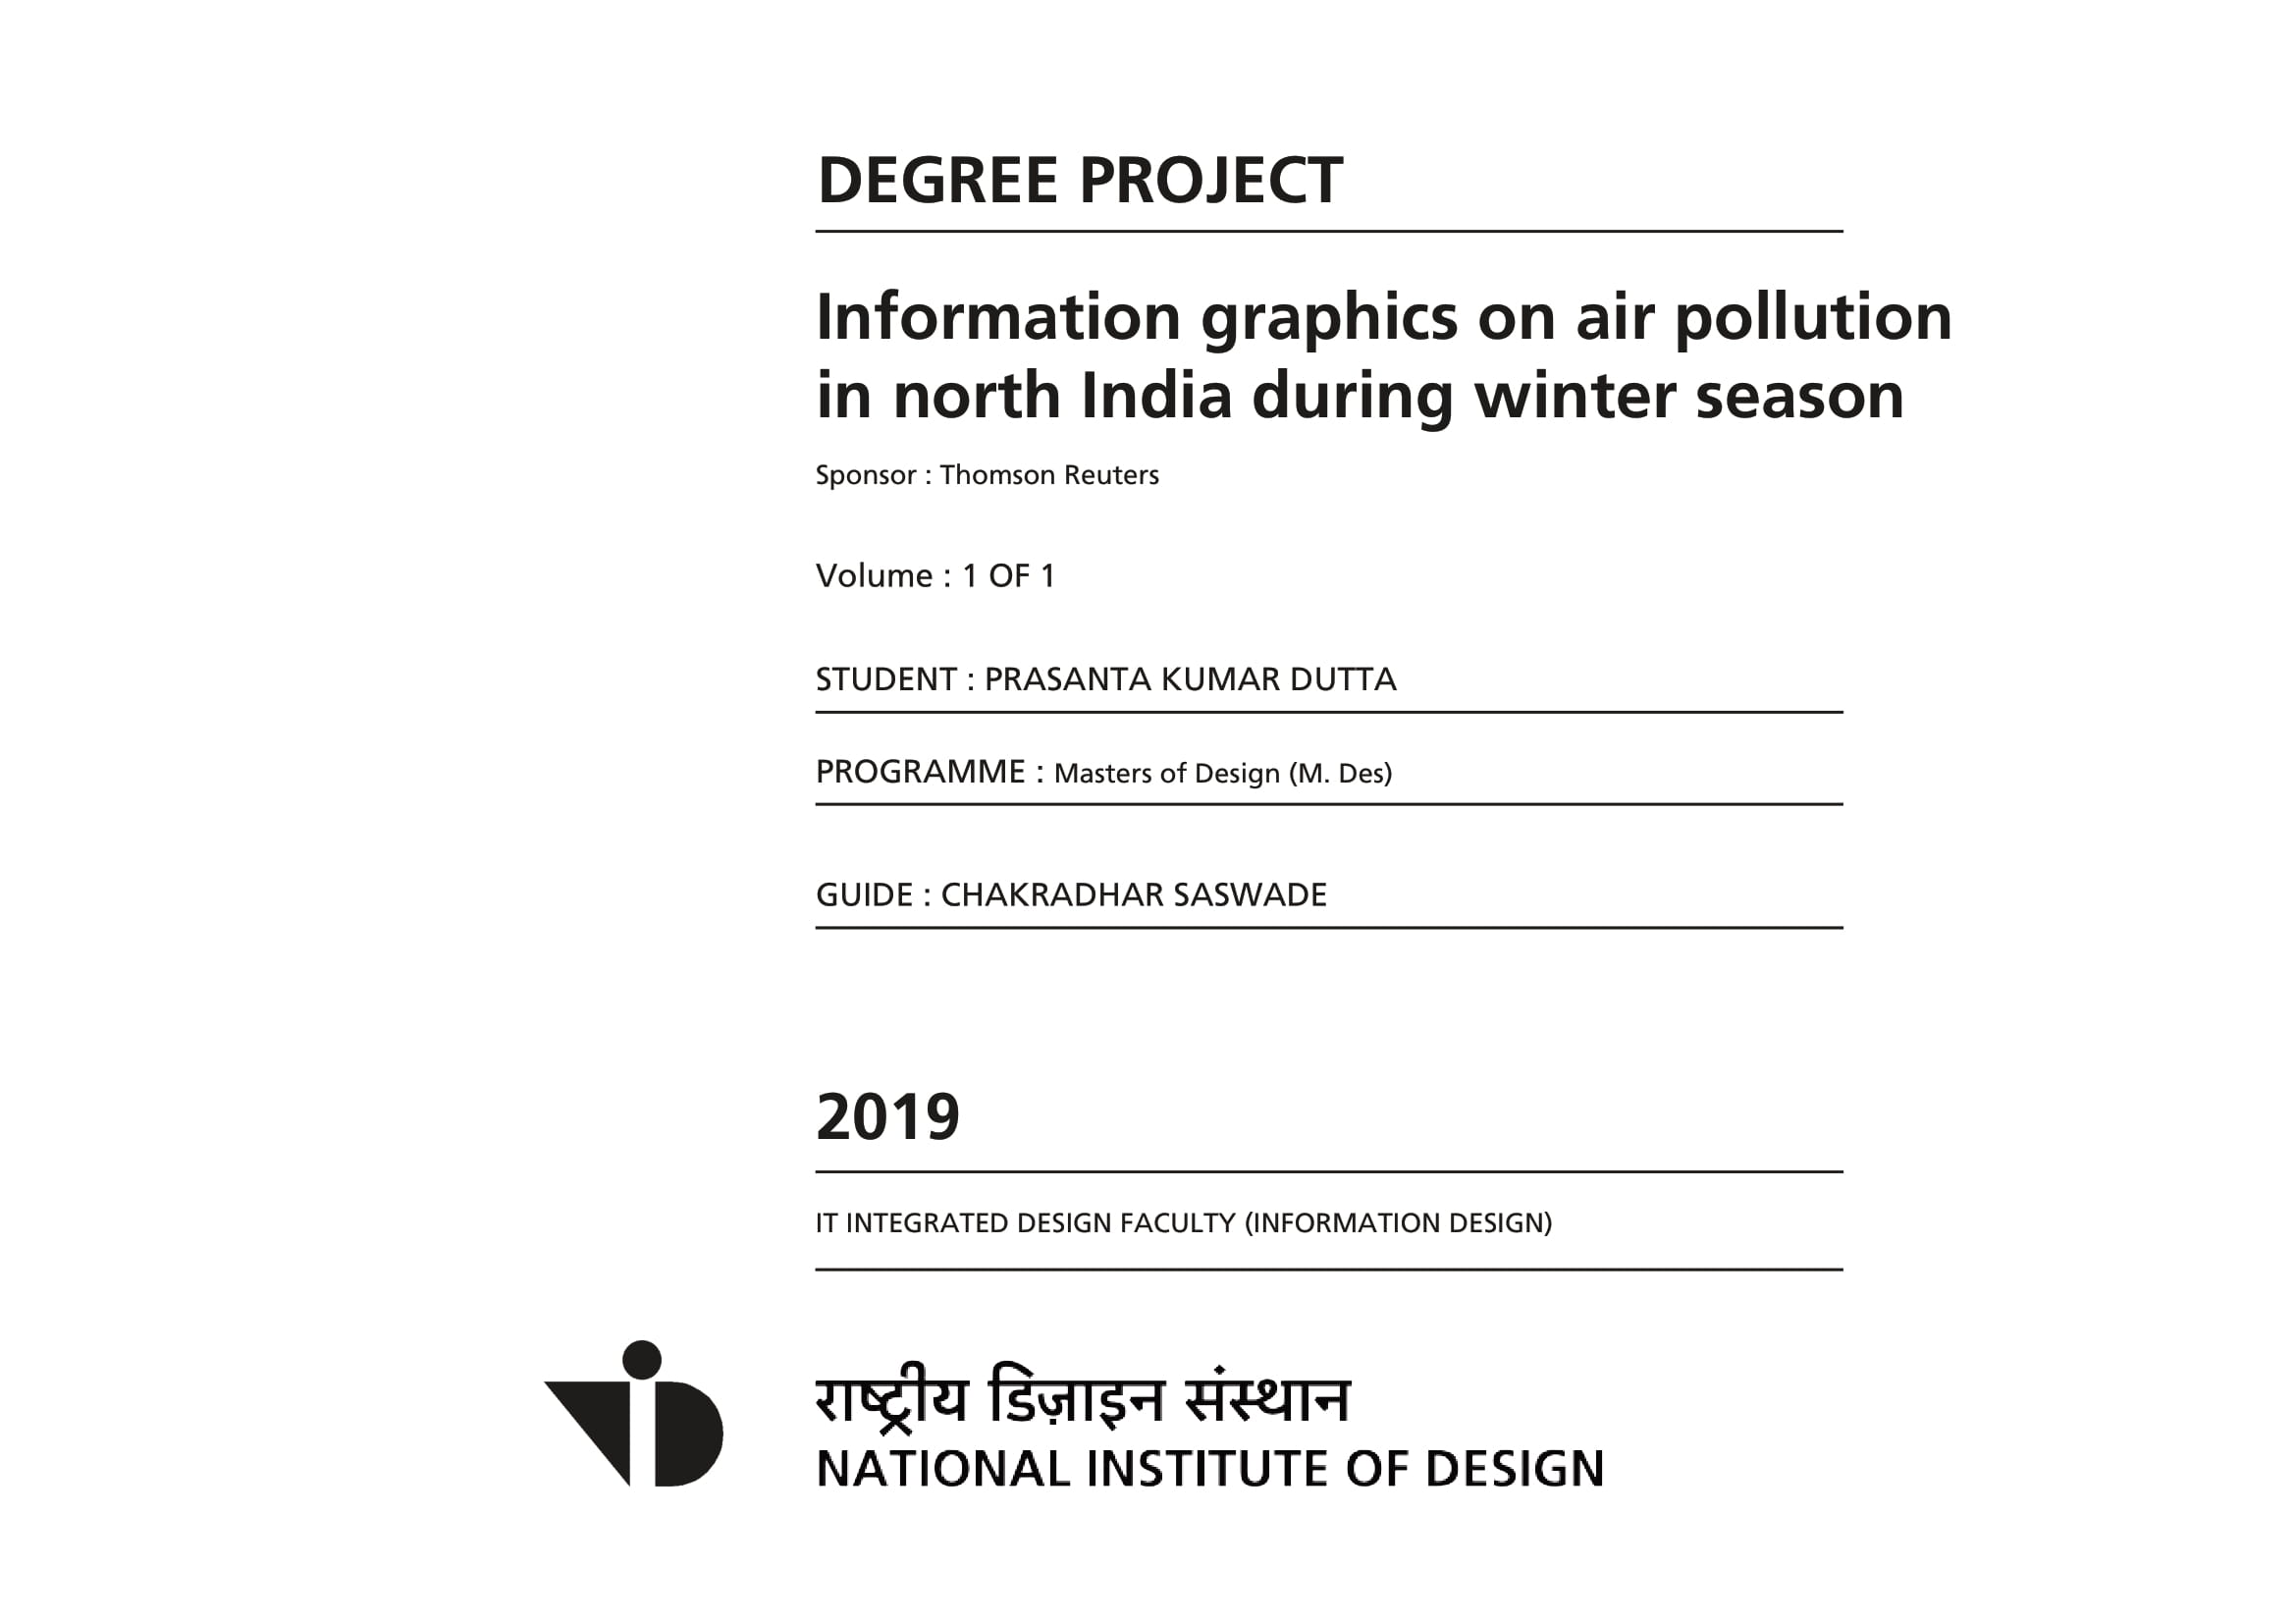 DEGREE PROJECT
Information graphics on air pollution
in north India during winter season
Sponsor : Thomson Reuters
Volume : 1 OF 1
STUDENT : PRASANTA KUMAR DUTTA
PROGRAMME : Masters of Design (M. Des)
GUIDE : CHAKRADHAR SASWADE
2019
IT INTEGRATED DESIGN FACULTY (INFORMATION DESIGN)
राष्ट्रीय डिज़ाइन संस्थान
NATIONAL INSTITUTE OF DESIGN